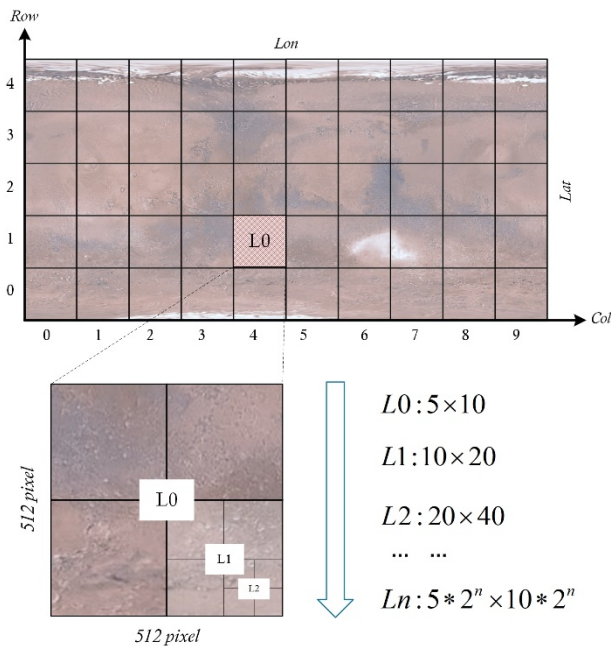 Row
Lon
4
3
2
Lat
1
L0
0
0 1 2 3 4 5 6 7 8 9
Col
L0
L1
L2
512 pixel
512 pixel
L0:5×10
L1:10×20
L2:20×40
... ...
Ln:5*2ⁿ×10*2ⁿ